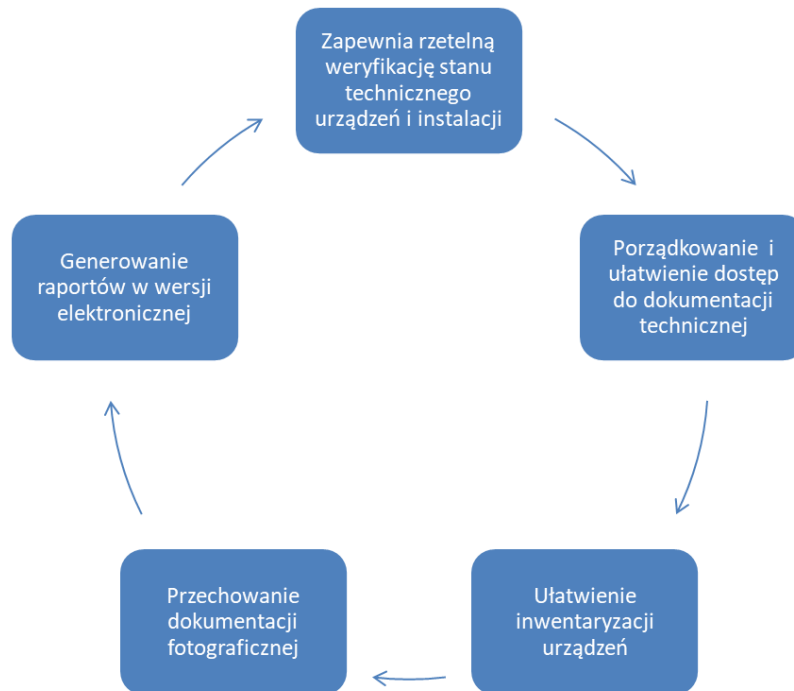 Zapewnia rzetelną
weryfikację stanu
technicznego
urządzeń i instalacji
Porządkowanie i
ułatwienie dostęp
do dokumentacji
technicznej
Ułatwienie
inwentaryzacji
urządzeń
Przechowanie
dokumentacji
fotograficznej
Generowanie
raportów w wersji
elektronicznej